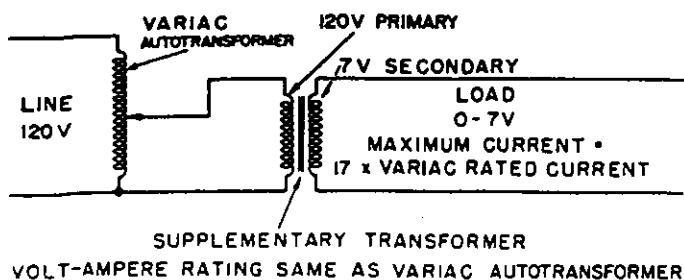 VARIAC
AUTOTRANSFORMER
120V PRIMARY
7V SECONDARY
LINE
120V
LOAD
0-7V
MAXIMUM CURRENT =
17 x VARIAC RATED CURRENT
SUPPLEMENTARY TRANSFORMER
VOLT-AMPERE RATING SAME AS VARIAC AUTOTRANSFORMER